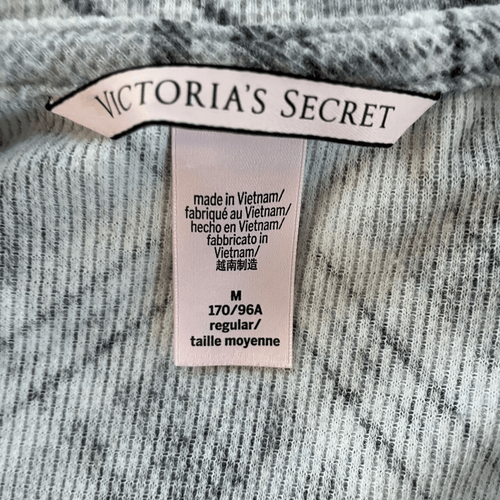 VICTORIA'S SECRET
made in Vietnam/
fabriqué au Vietnam/
hecho en Vietnam/
fabbricato in
Vietnam/
越南制造
M
170/96A
regular/
taille moyenne